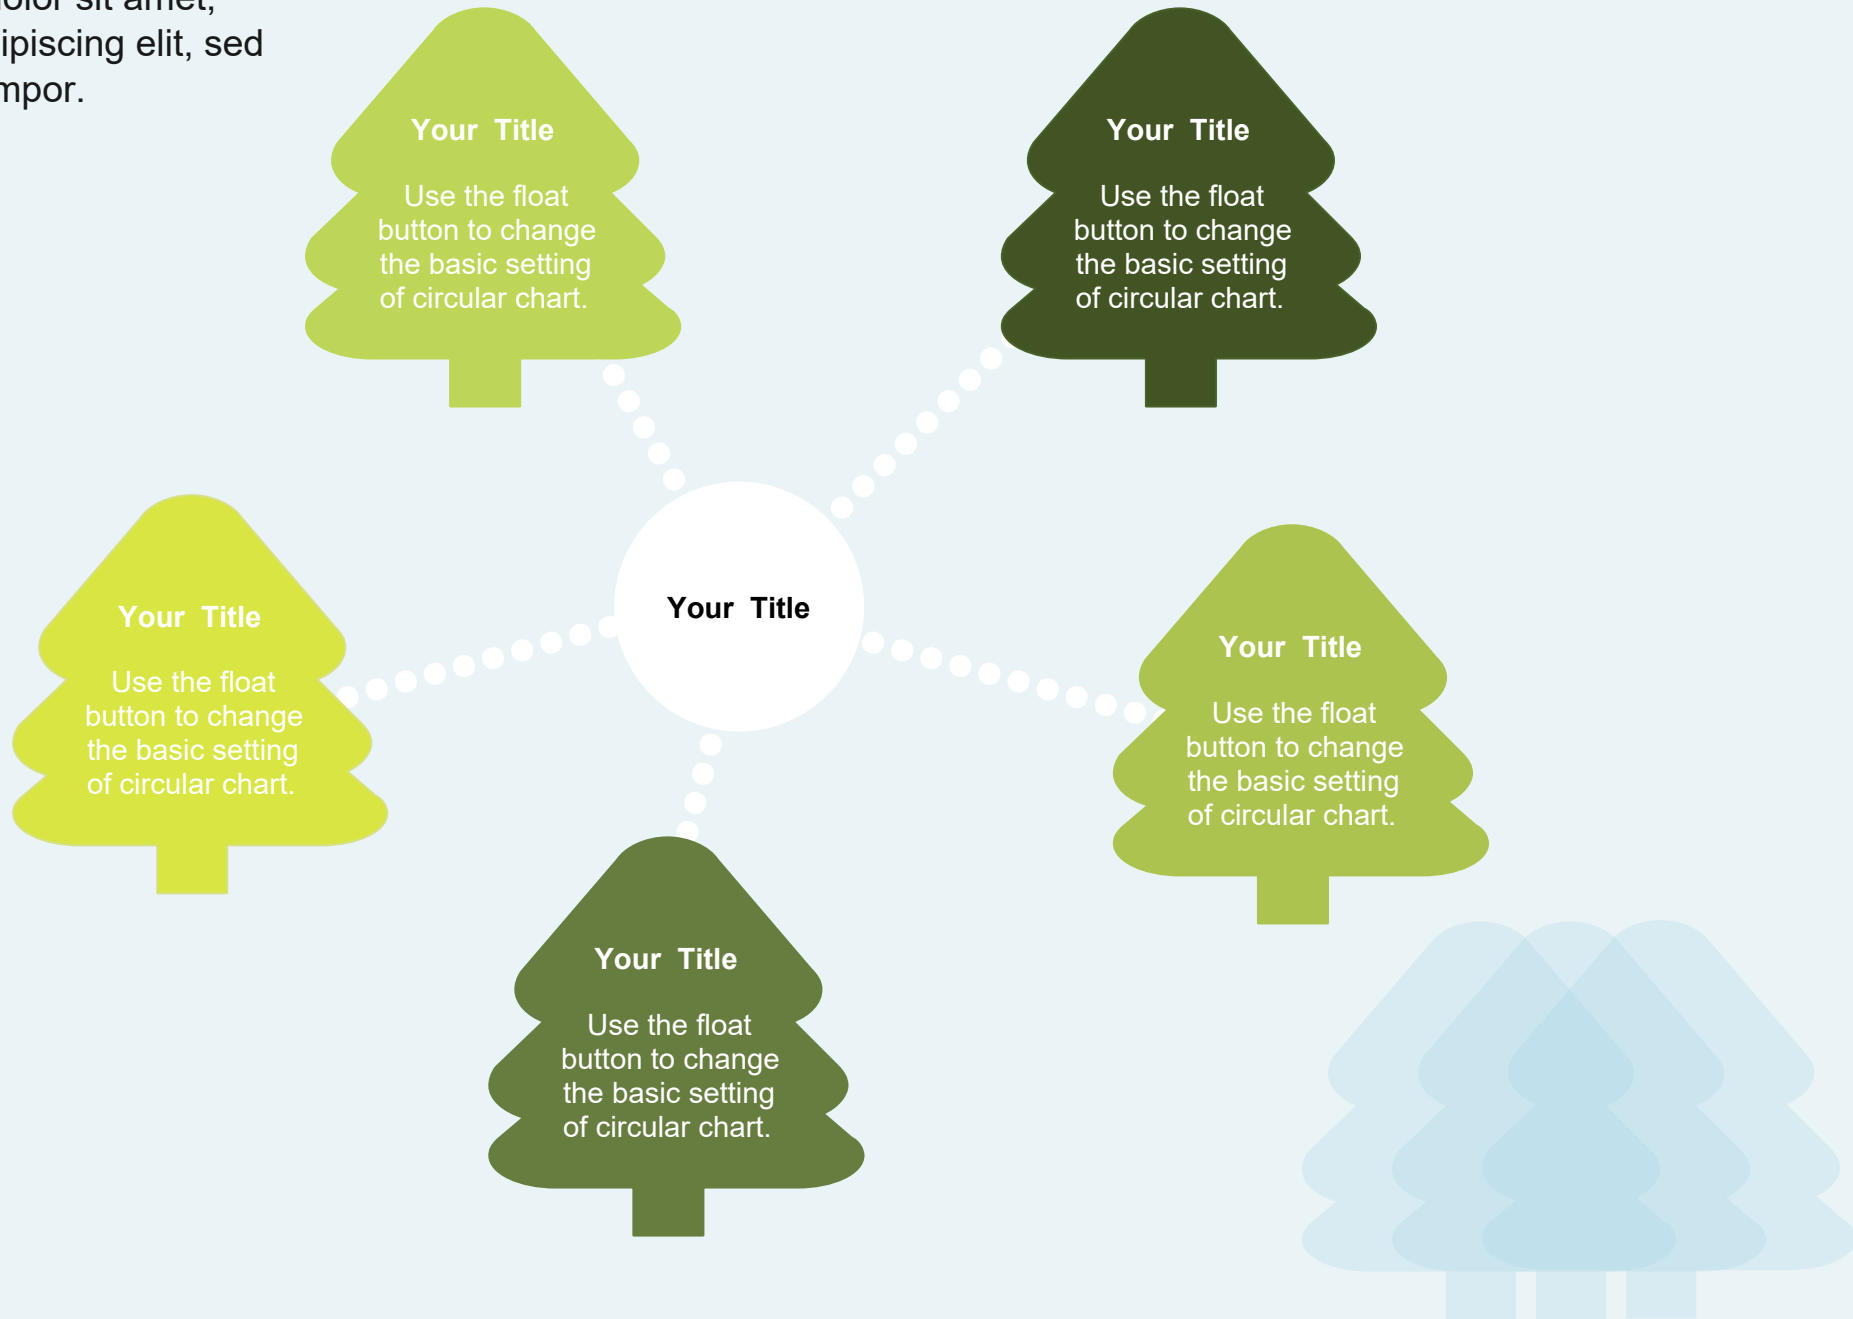 dolor sit amet,
ipiscing elit, sed
mpor.
Your Title
Use the float
button to change
the basic setting
of circular chart.
Your Title
Use the float
button to change
the basic setting
of circular chart.
Your Title
Your Title
Use the float
button to change
the basic setting
of circular chart.
Your Title
Use the float
button to change
the basic setting
of circular chart.
Your Title
Use the float
button to change
the basic setting
of circular chart.